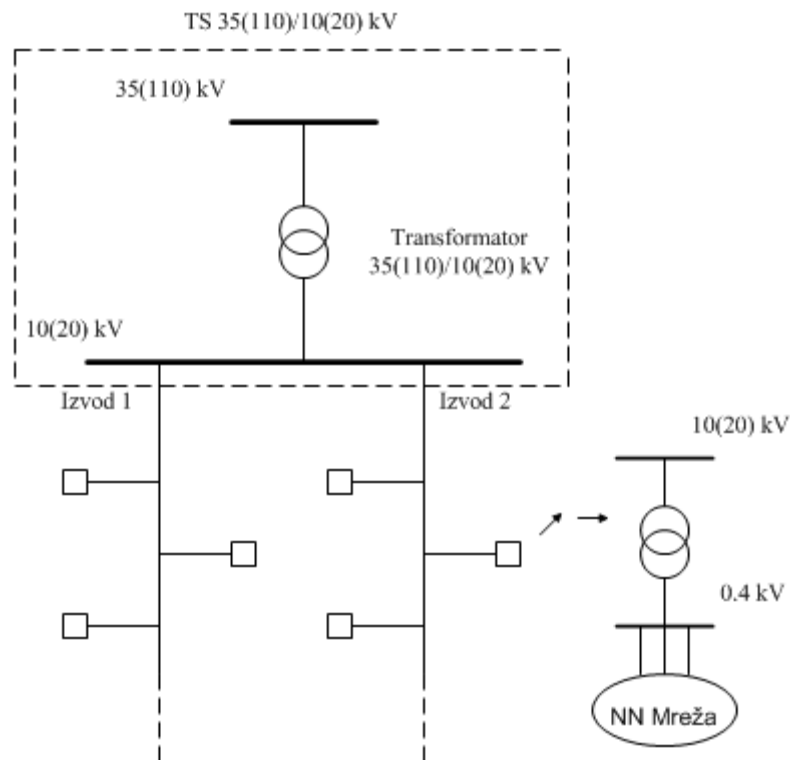 TS 35(110)/10(20) kV
35(110) kV
Transformator
35(110)/10(20) kV
10(20) kV
Izvod 1
Izvod 2
10(20) kV
0.4 kV
NN Mreža